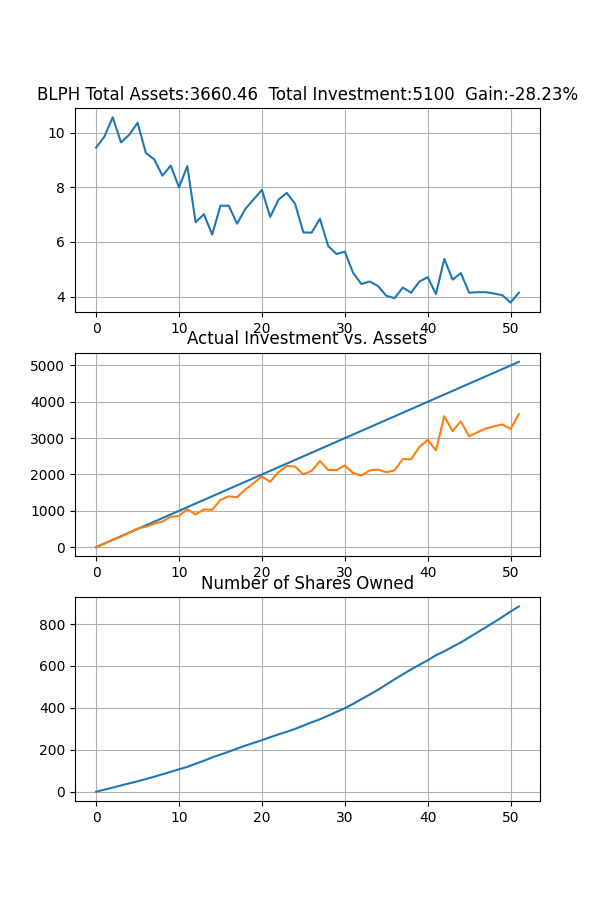 BLPH Total Assets:3660.46  Total Investment:5100  Gain:-28.23%
10
8
6
4
0 10 20 30 40 50
Actual Investment vs. Assets
5000
4000
3000
2000
1000
0
0 10 20 30 40 50
Number of Shares Owned
800
600
400
200
0
0 10 20 30 40 50